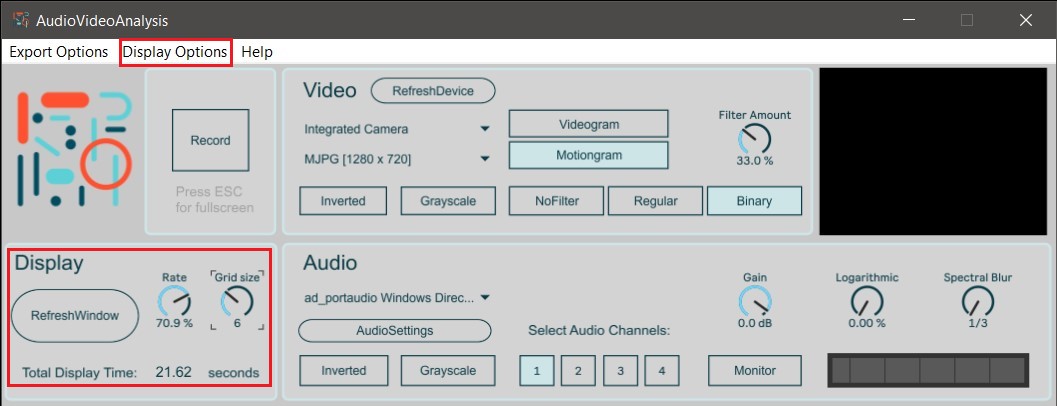 AudioVideoAnalysis
Export Options Display Options Help
Record
Press ESC
for fullscreen
Video RefreshDevice
Integrated Camera
MJPG [1280 x 720]
Videogram
Motiongram
Filter Amount
33.0 %
Inverted Grayscale NoFilter Regular Binary
Display
Rate Grid size
RefreshWindow
70.9 % 6
Total Display Time: 21.62 seconds
Audio
ad_portaudio Windows Direc...
AudioSettings
Select Audio Channels:
Gain Logarithmic Spectral Blur
0.0 dB 0.00 % 1/3
Inverted Grayscale 1 2 3 4 Monitor